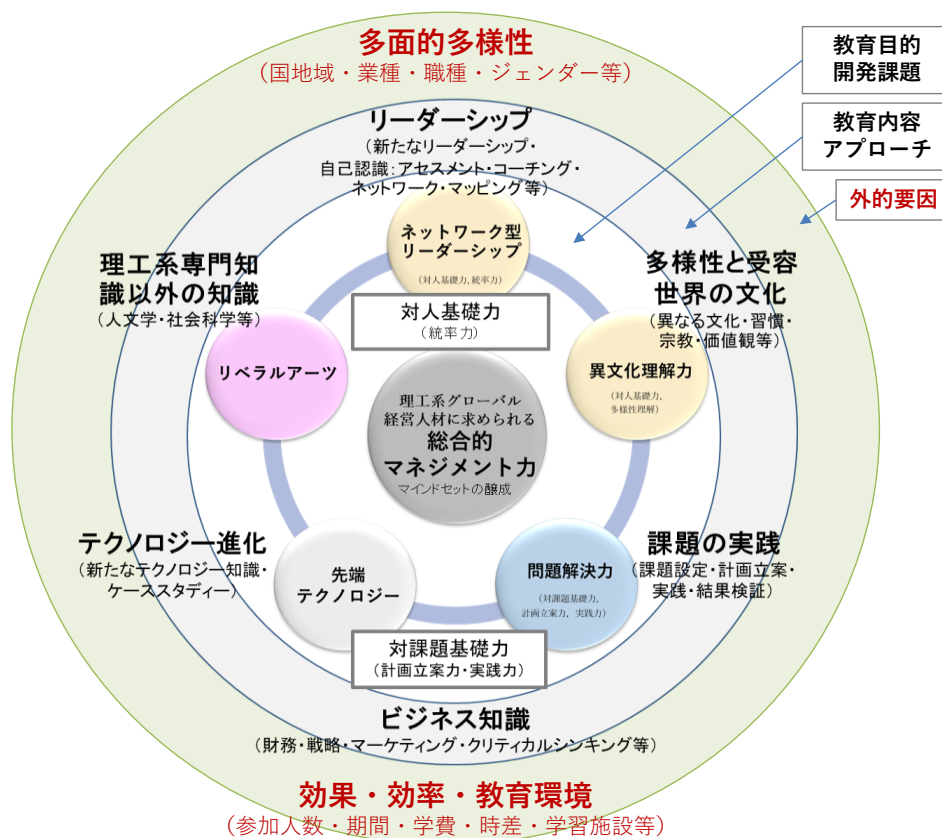 多面的多様性
（国地域・業種・職種・ジェンダー等）
教育目的
開発課題
教育内容
アプローチ
外的要因
リーダーシップ
（新たなリーダーシップ・
自己認識：アセスメント・コーチング・
ネットワーク・マッピング等）
ネットワーク型
リーダーシップ
（対人基礎力，統率力）
対人基礎力
（統率力）
理工系専門知
識以外の知識
（人文学・社会科学等）
リベラルアーツ
多様性と受容
世界の文化
（異なる文化・習慣・
宗教・価値観等）
異文化理解力
（対人基礎力，
多様性理解）
理工系グローバル
経営人材に求められる
総合的
マネジメント力
マインドセットの醸成
テクノロジー進化
（新たなテクノロジー知識・
ケーススタディー）
先端
テクノロジー
問題解決力
（対課題基礎力，
計画立案力，実践力）
課題の実践
（課題設定・計画立案・
実践・結果検証）
対課題基礎力
（計画立案力・実践力）
ビジネス知識
（財務・戦略・マーケティング・クリティカルシンキング等）
効果・効率・教育環境
（参加人数・期間・学費・時差・学習施設等）